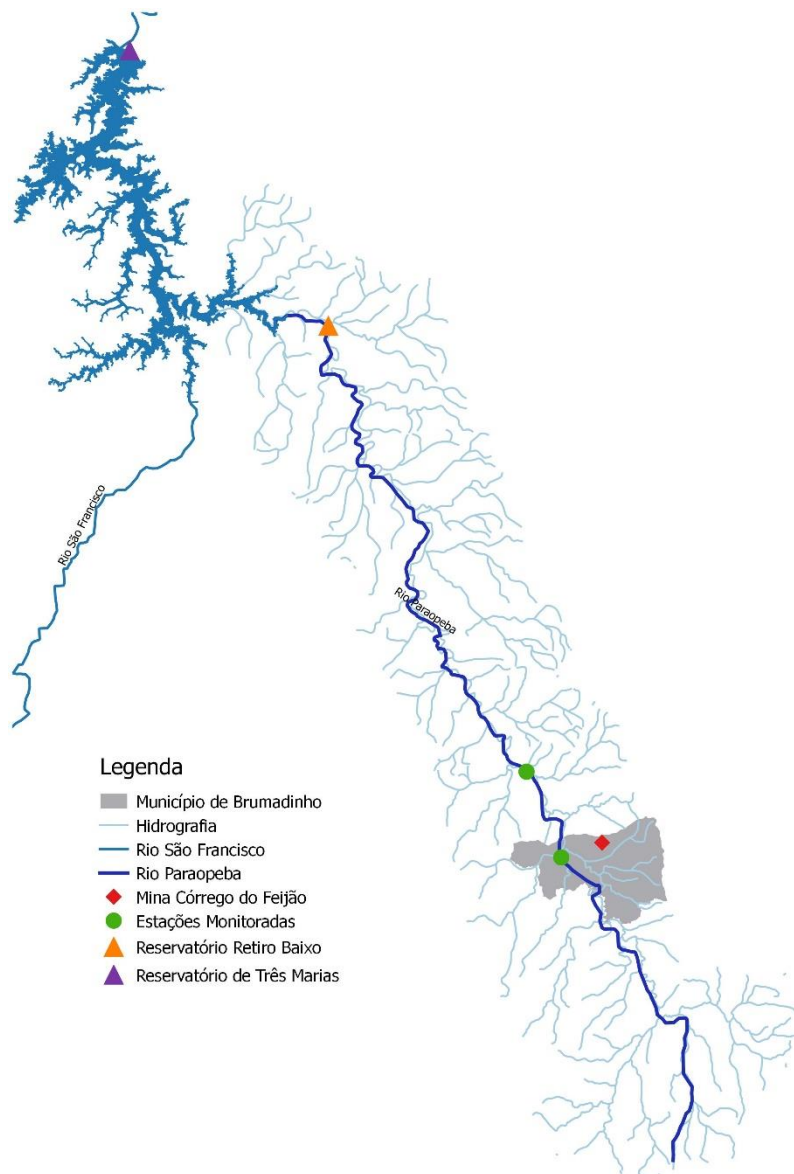 Rio São Francisco
Rio Paraopeba
Legenda
Município de Brumadinho
Hidrografia
Rio São Francisco
Rio Paraopeba
Mina Córrego do Feijão
Estações Monitoradas
Reservatório Retiro Baixo
Reservatório de Três Marias